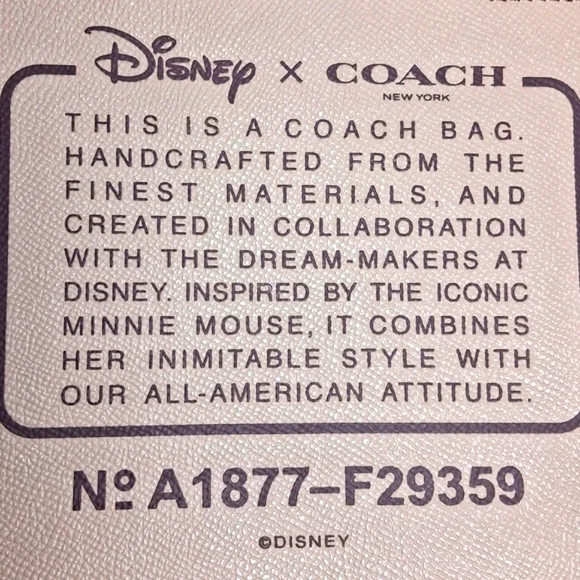 Disney × COACH
NEW YORK
THIS IS A COACH BAG.
HANDCRAFTED FROM THE
FINEST MATERIALS, AND
CREATED IN COLLABORATION
WITH THE DREAM-MAKERS AT
DISNEY. INSPIRED BY THE ICONIC
MINNIE MOUSE, IT COMBINES
HER INIMITABLE STYLE WITH
OUR ALL-AMERICAN ATTITUDE.
Nº A1877–F29359
©DISNEY